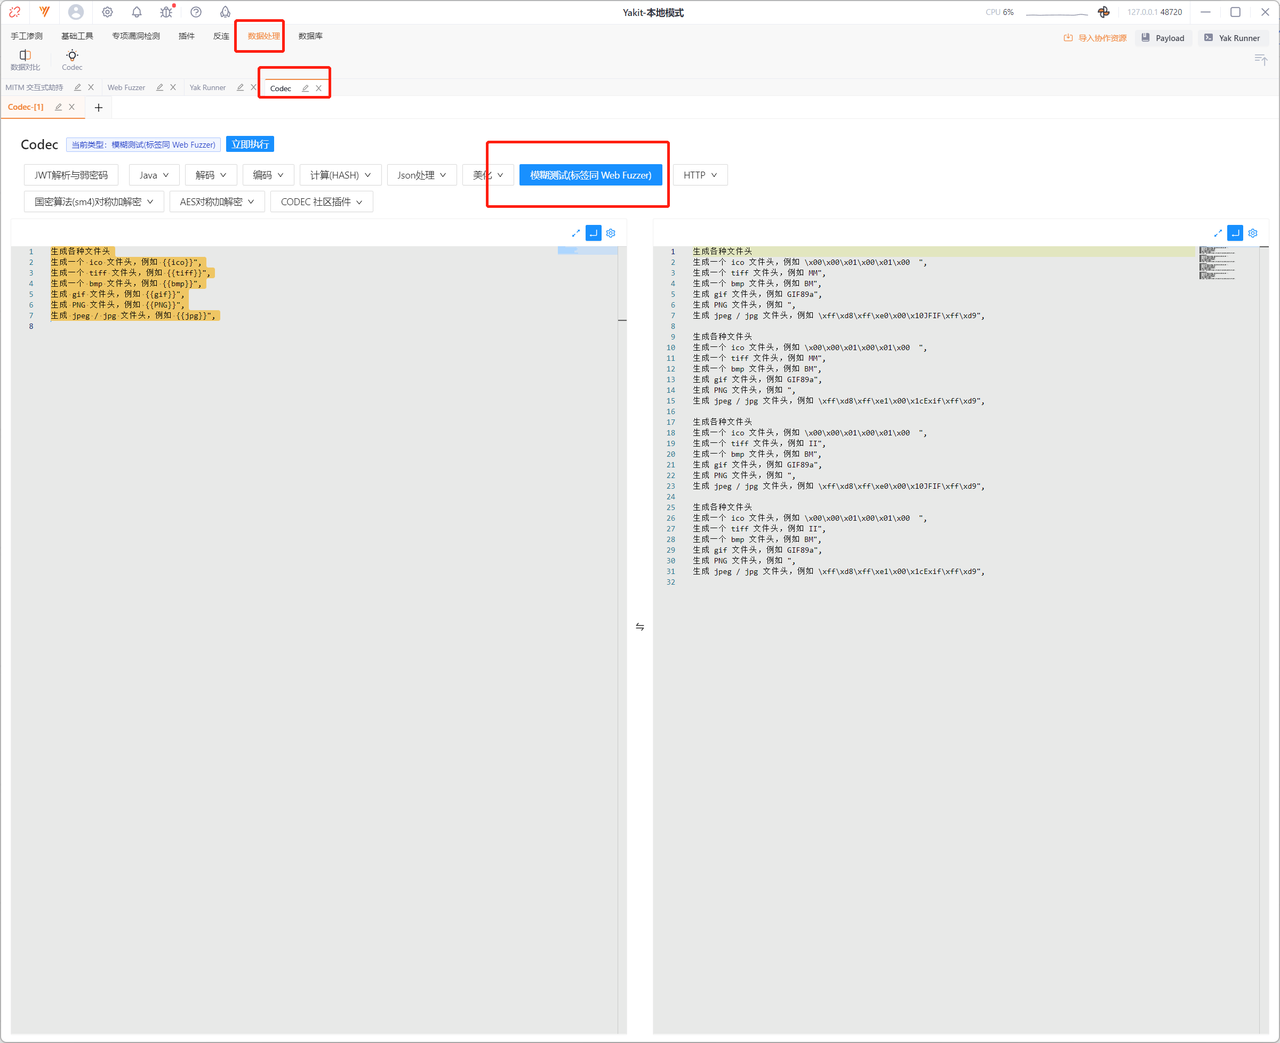 Yakit-本地模式
CPU 6%
127.0.0.1 48720
手工渗测 基础工具 专项漏洞检测 插件 反连 数据处理 数据库
导入协作资源 Payload Yak Runner
数据对比 Codec
MITM 交互式劫持 Web Fuzzer Yak Runner Codec
Codec-[1]
Codec 当前类型：模糊测试(标签同 Web Fuzzer) 立即执行
JWT解析与弱密码 Java 解码 编码 计算(HASH) Json处理 美化 模糊测试(标签同 Web Fuzzer) HTTP
国密算法(sm4)对称加解密 AES对称加解密 CODEC 社区插件
1 生成各种文件头
2 生成一个 ico 文件头，例如 {{ico}}",
3 生成一个 tiff 文件头，例如 {{tiff}}",
4 生成一个 bmp 文件头，例如 {{bmp}}",
5 生成 gif 文件头，例如 {{gif}}",
6 生成 PNG 文件头，例如 {{PNG}}",
7 生成 jpeg / jpg 文件头，例如 {{jpg}}",
8
1 生成各种文件头
2 生成一个 ico 文件头，例如 \x00\x00\x01\x00\x01\x00  ",
3 生成一个 tiff 文件头，例如 MM",
4 生成一个 bmp 文件头，例如 BM",
5 生成 gif 文件头，例如 GIF89a",
6 生成 PNG 文件头，例如 ",
7 生成 jpeg / jpg 文件头，例如 \xff\xd8\xff\xe0\x00\x10JFIF\xff\xd9",
8
9 生成各种文件头
10 生成一个 ico 文件头，例如 \x00\x00\x01\x00\x01\x00  ",
11 生成一个 tiff 文件头，例如 MM",
12 生成一个 bmp 文件头，例如 BM",
13 生成 gif 文件头，例如 GIF89a",
14 生成 PNG 文件头，例如 ",
15 生成 jpeg / jpg 文件头，例如 \xff\xd8\xff\xe1\x00\x1cExif\xff\xd9",
16
17 生成各种文件头
18 生成一个 ico 文件头，例如 \x00\x00\x01\x00\x01\x00  ",
19 生成一个 tiff 文件头，例如 II",
20 生成一个 bmp 文件头，例如 BM",
21 生成 gif 文件头，例如 GIF89a",
22 生成 PNG 文件头，例如 ",
23 生成 jpeg / jpg 文件头，例如 \xff\xd8\xff\xe0\x00\x10JFIF\xff\xd9",
24
25 生成各种文件头
26 生成一个 ico 文件头，例如 \x00\x00\x01\x00\x01\x00  ",
27 生成一个 tiff 文件头，例如 II",
28 生成一个 bmp 文件头，例如 BM",
29 生成 gif 文件头，例如 GIF89a",
30 生成 PNG 文件头，例如 ",
31 生成 jpeg / jpg 文件头，例如 \xff\xd8\xff\xe1\x00\x1cExif\xff\xd9",
32